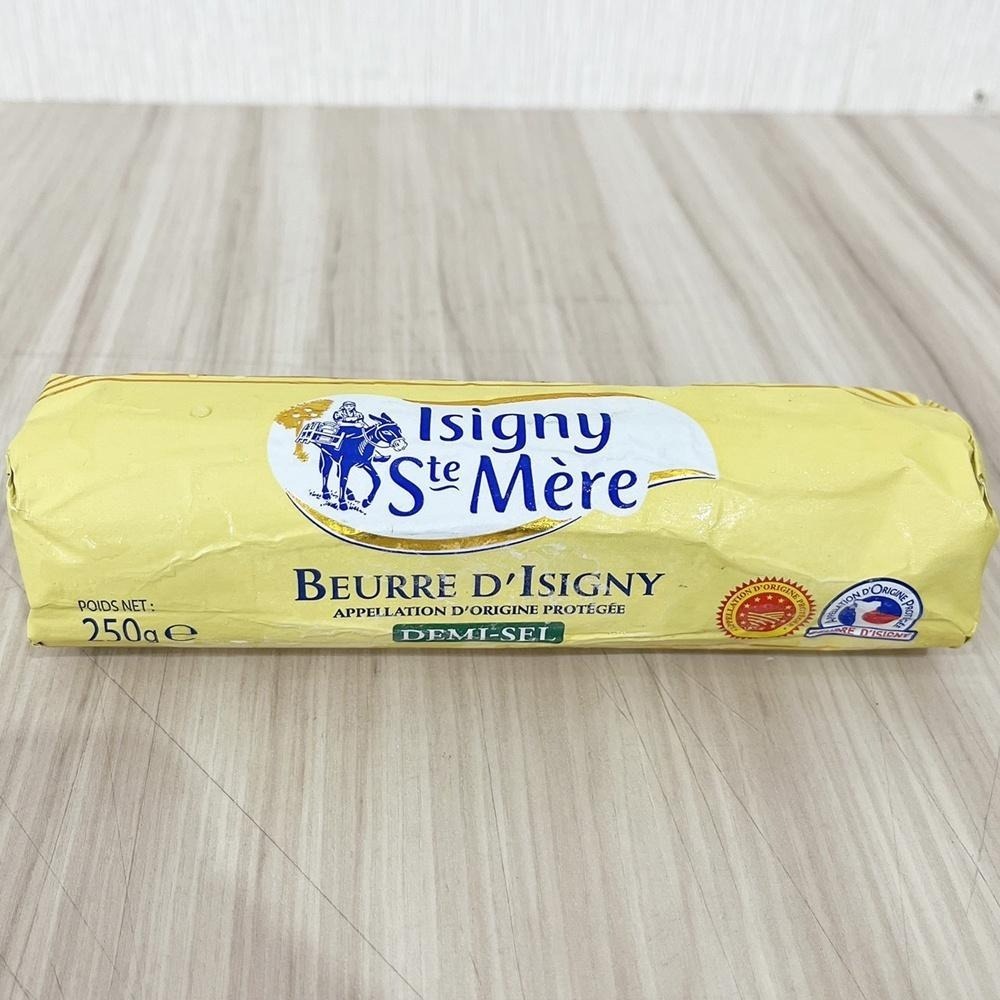 Isigny
Ste Mère
BEURRE D'ISIGNY
APPELLATION D'ORIGINE PROTÉGÉE
DEMI-SEL
POIDS NET :
250g e
APPELLATION D'ORIGINE PROTÉGÉE
APPELLATION D'ORIGINE PROTÉGÉE
BEURRE D'ISIGNY